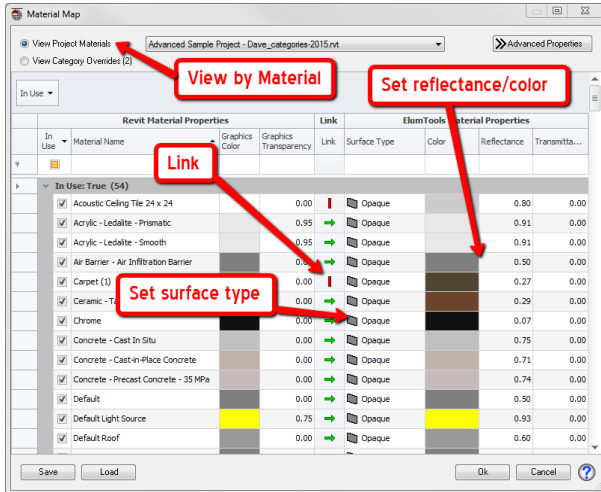 Material Map
View Project Materials
Advanced Sample Project - Dave_categories-2015.rvt
Advanced Properties
View Category Overrides (2)
View by Material
Set reflectance/color
In Use
Revit Material Properties
Link
ElumTools Material Properties
In Use
Material Name
Graphics Color
Graphics Transparency
Link
Surface Type
Color
Reflectance
Transmitta...
Link
In Use: True (54)
Acoustic Ceiling Tile 24 x 24 0.00 Opaque 0.80 0.00
Acrylic - Ledalite - Prismatic 0.95 Opaque 0.91 0.00
Acrylic - Ledalite - Smooth 0.95 Opaque 0.91 0.00
Air Barrier - Air Infiltration Barrier Opaque 0.50 0.00
Carpet (1) 0.00 Opaque 0.27 0.00
Set surface type
Ceramic - 0.00 Opaque 0.29 0.00
Chrome 0.00 Opaque 0.07 0.00
Concrete - Cast In Situ 0.00 Opaque 0.75 0.00
Concrete - Cast-in-Place Concrete 0.00 Opaque 0.71 0.00
Concrete - Precast Concrete - 35 MPa 0.00 Opaque 0.74 0.00
Default 0.00 Opaque 0.50 0.00
Default Light Source 0.75 Opaque 0.93 0.00
Default Roof 0.00 Opaque 0.60 0.00
Save
Load
Ok
Cancel
?